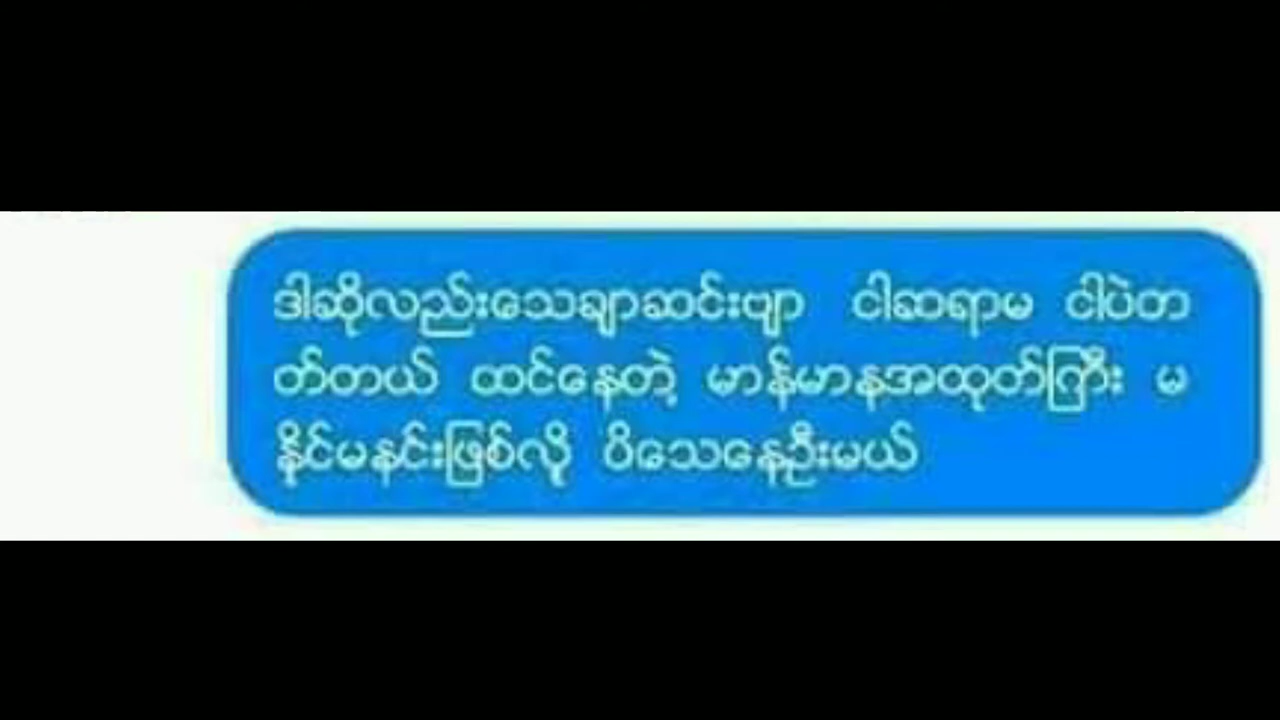 ဒါဆိုလည်းသေချာဆင်းဗျာ ငါဆရာမ ငါပဲတ
တ်တယ် ထင်နေတဲ့ မာန်မာနအထုတ်ကြီး မ
နိုင်မနင်းဖြစ်လို့ ပိသေနေဦးမယ်